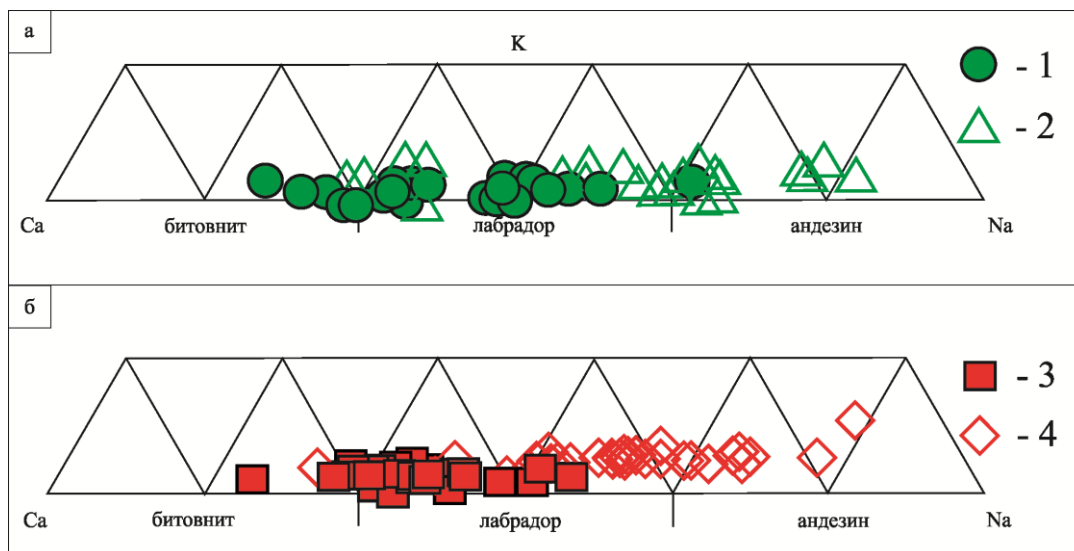 а
K
- 1
- 2
Ca битовнит лабрадор андезин Na
б
- 3
- 4
Ca битовнит лабрадор андезин Na